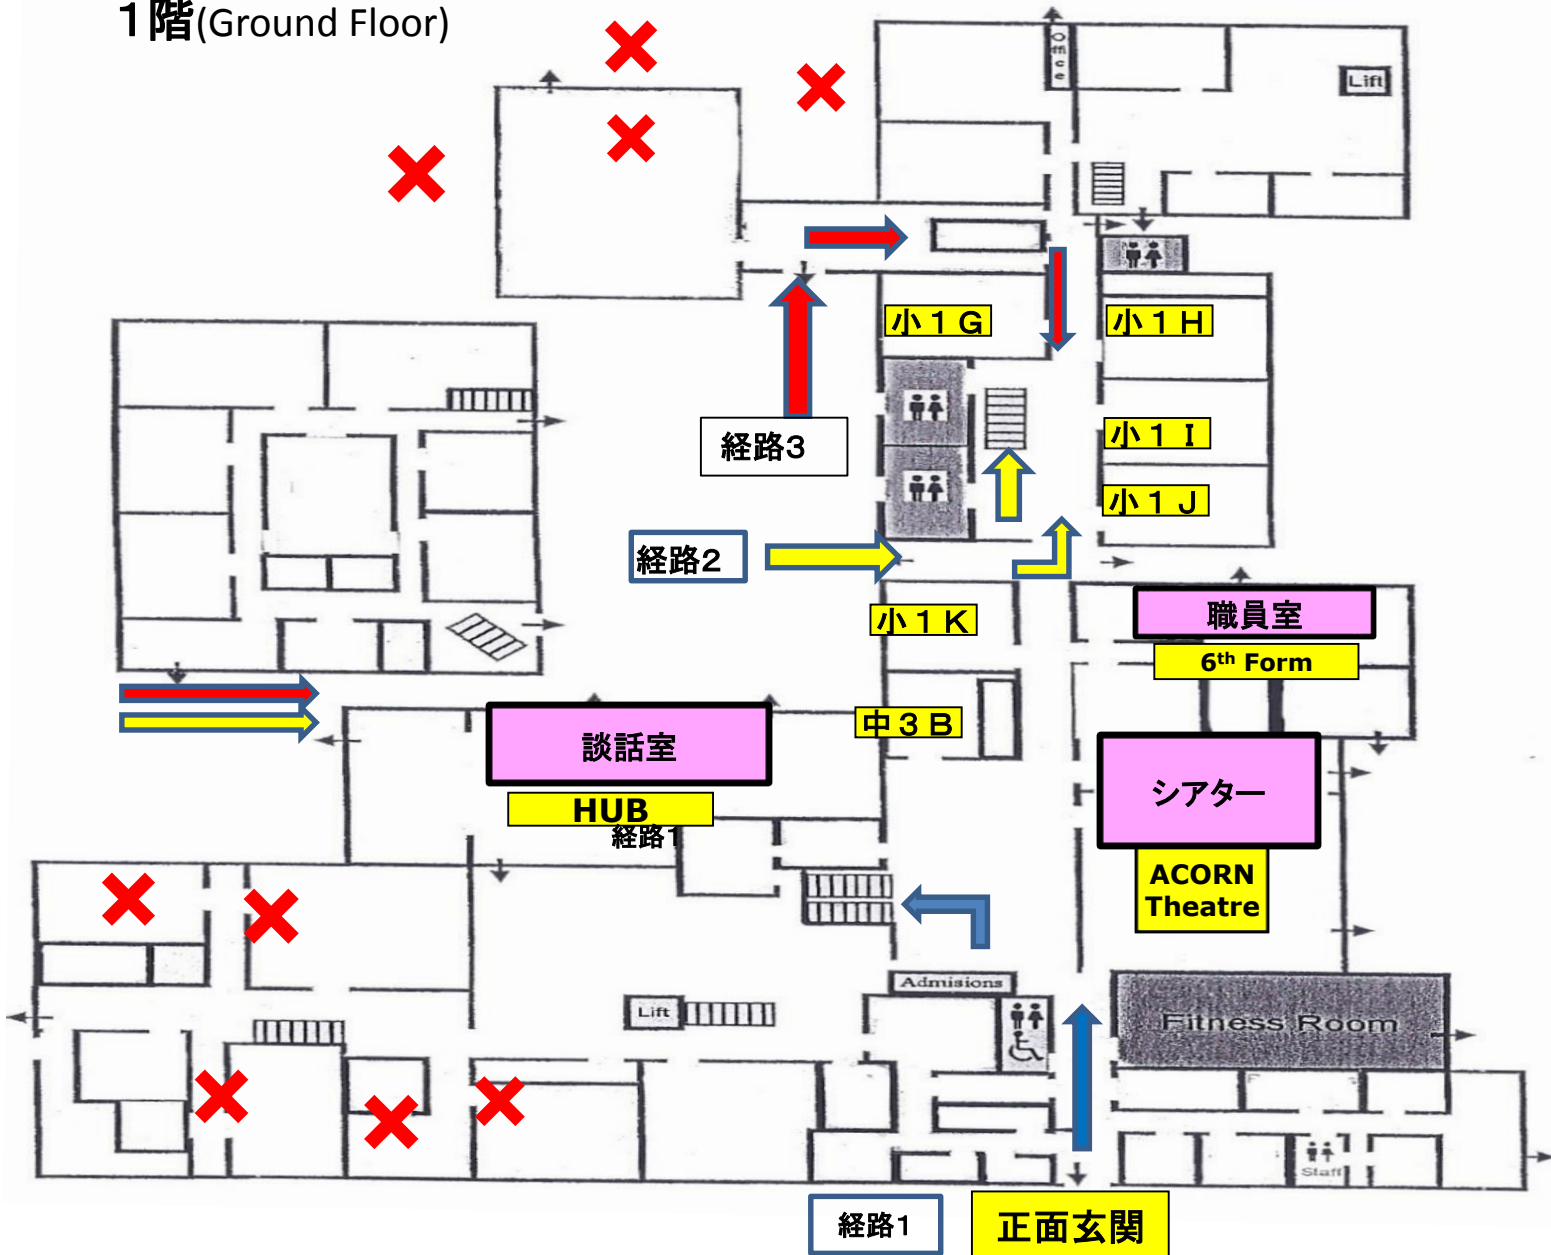 1階(Ground Floor)
Office
Lift
小1G
小1H
経路3
小1I
小1J
経路2
小1K
職員室
6th Form
中3B
談話室
シアター
HUB
経路1
ACORN
Theatre
Admisions
Lift
Fitness Room
Staff
経路1
正面玄関